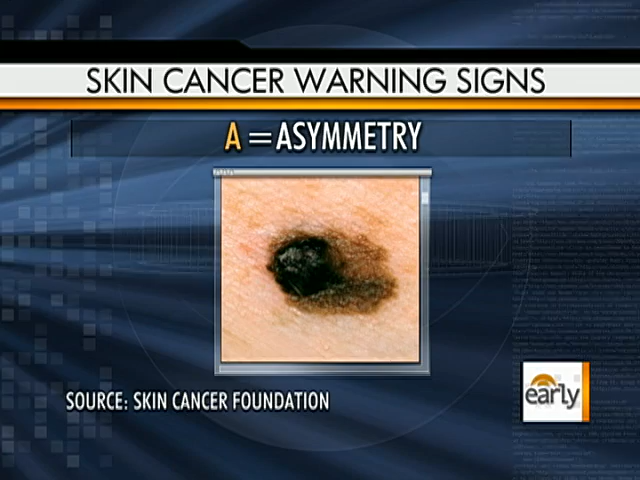 SKIN CANCER WARNING SIGNS
A = ASYMMETRY
SOURCE: SKIN CANCER FOUNDATION
early